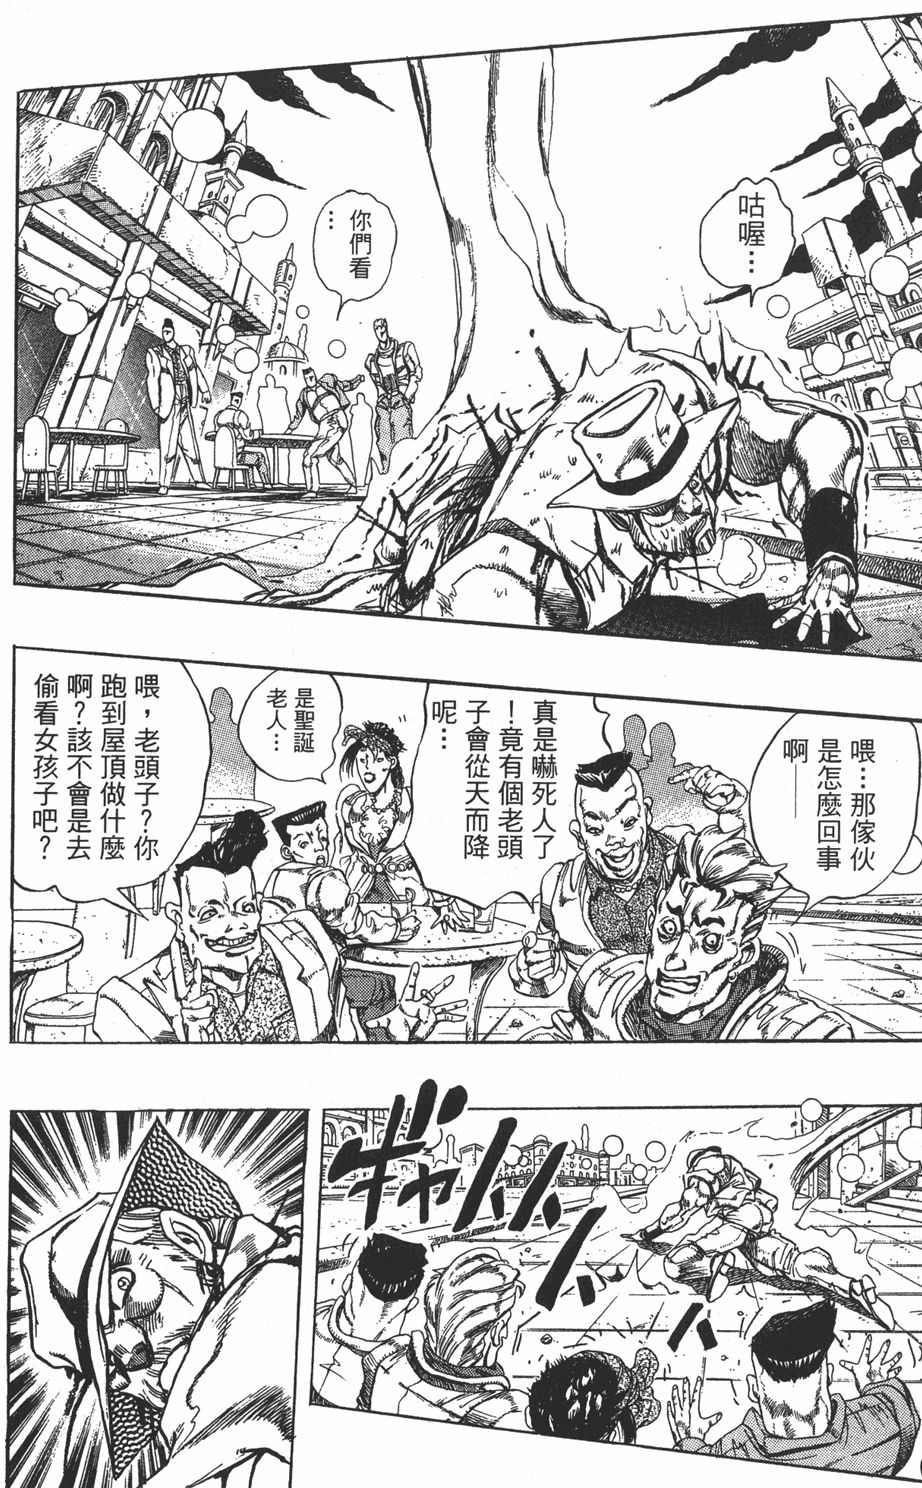 咕喔…
你們看
…
喂…那傢伙
是怎麼回事
啊——
真是嚇死人了
！竟有個老頭
子會從天而降
呢…
是聖誕
老人…
喂，老頭子？你
跑到屋頂做什麼
啊？該不會是去
偷看女孩子吧？
ギャハハハハ